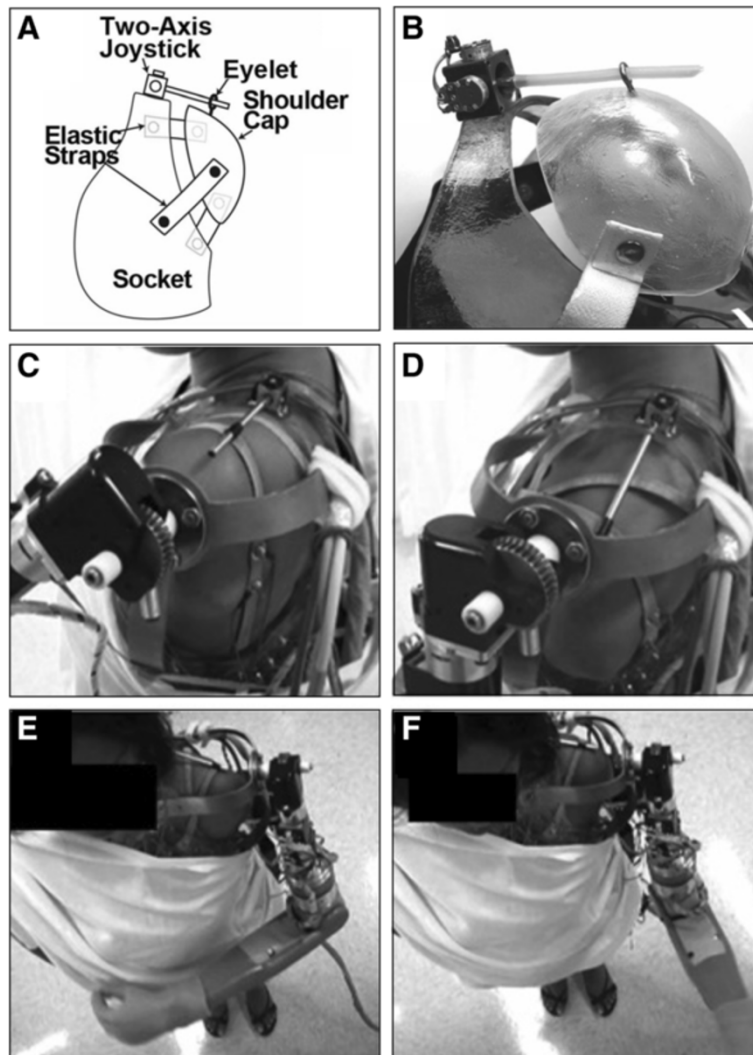 A
Two-Axis
Joystick
Eyelet
Shoulder
Cap
Elastic
Straps
Socket
B
C
D
E
F